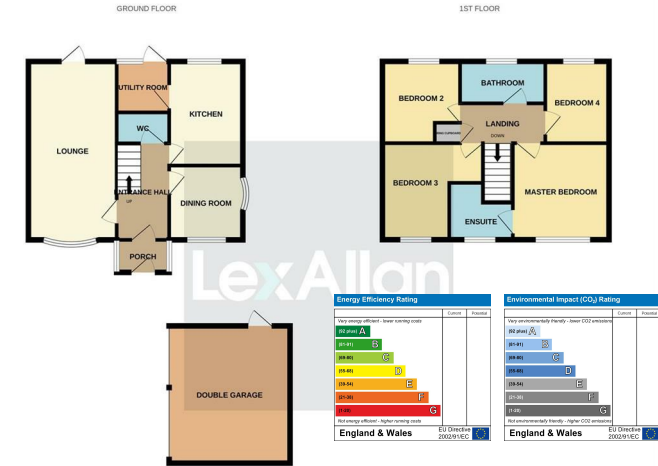 GROUND FLOOR
1ST FLOOR
UTILITY ROOM
KITCHEN
WC
LOUNGE
UP
ENTRANCE HALL
DINING ROOM
PORCH
BATHROOM
BEDROOM 2
BEDROOM 4
LANDING
DOWN
BEDROOM 3
MASTER BEDROOM
ENSUITE
LexAllan
DOUBLE GARAGE
Energy Efficiency Rating
Current Potential
Very energy efficient - lower running costs
(92 plus) A
(81-91) B
(69-80) C
(55-68) D
(39-54) E
(21-38) F
(1-20) G
Not energy efficient - higher running costs
England & Wales
EU Directive
2002/91/EC
Environmental Impact (CO₂) Rating
Current Potential
Very environmentally friendly - lower CO2 emissions
(92 plus) A
(81-91) B
(69-80) C
(55-68) D
(39-54) E
(21-38) F
(1-20) G
Not environmentally friendly - higher CO2 emissions
England & Wales
EU Directive
2002/91/EC